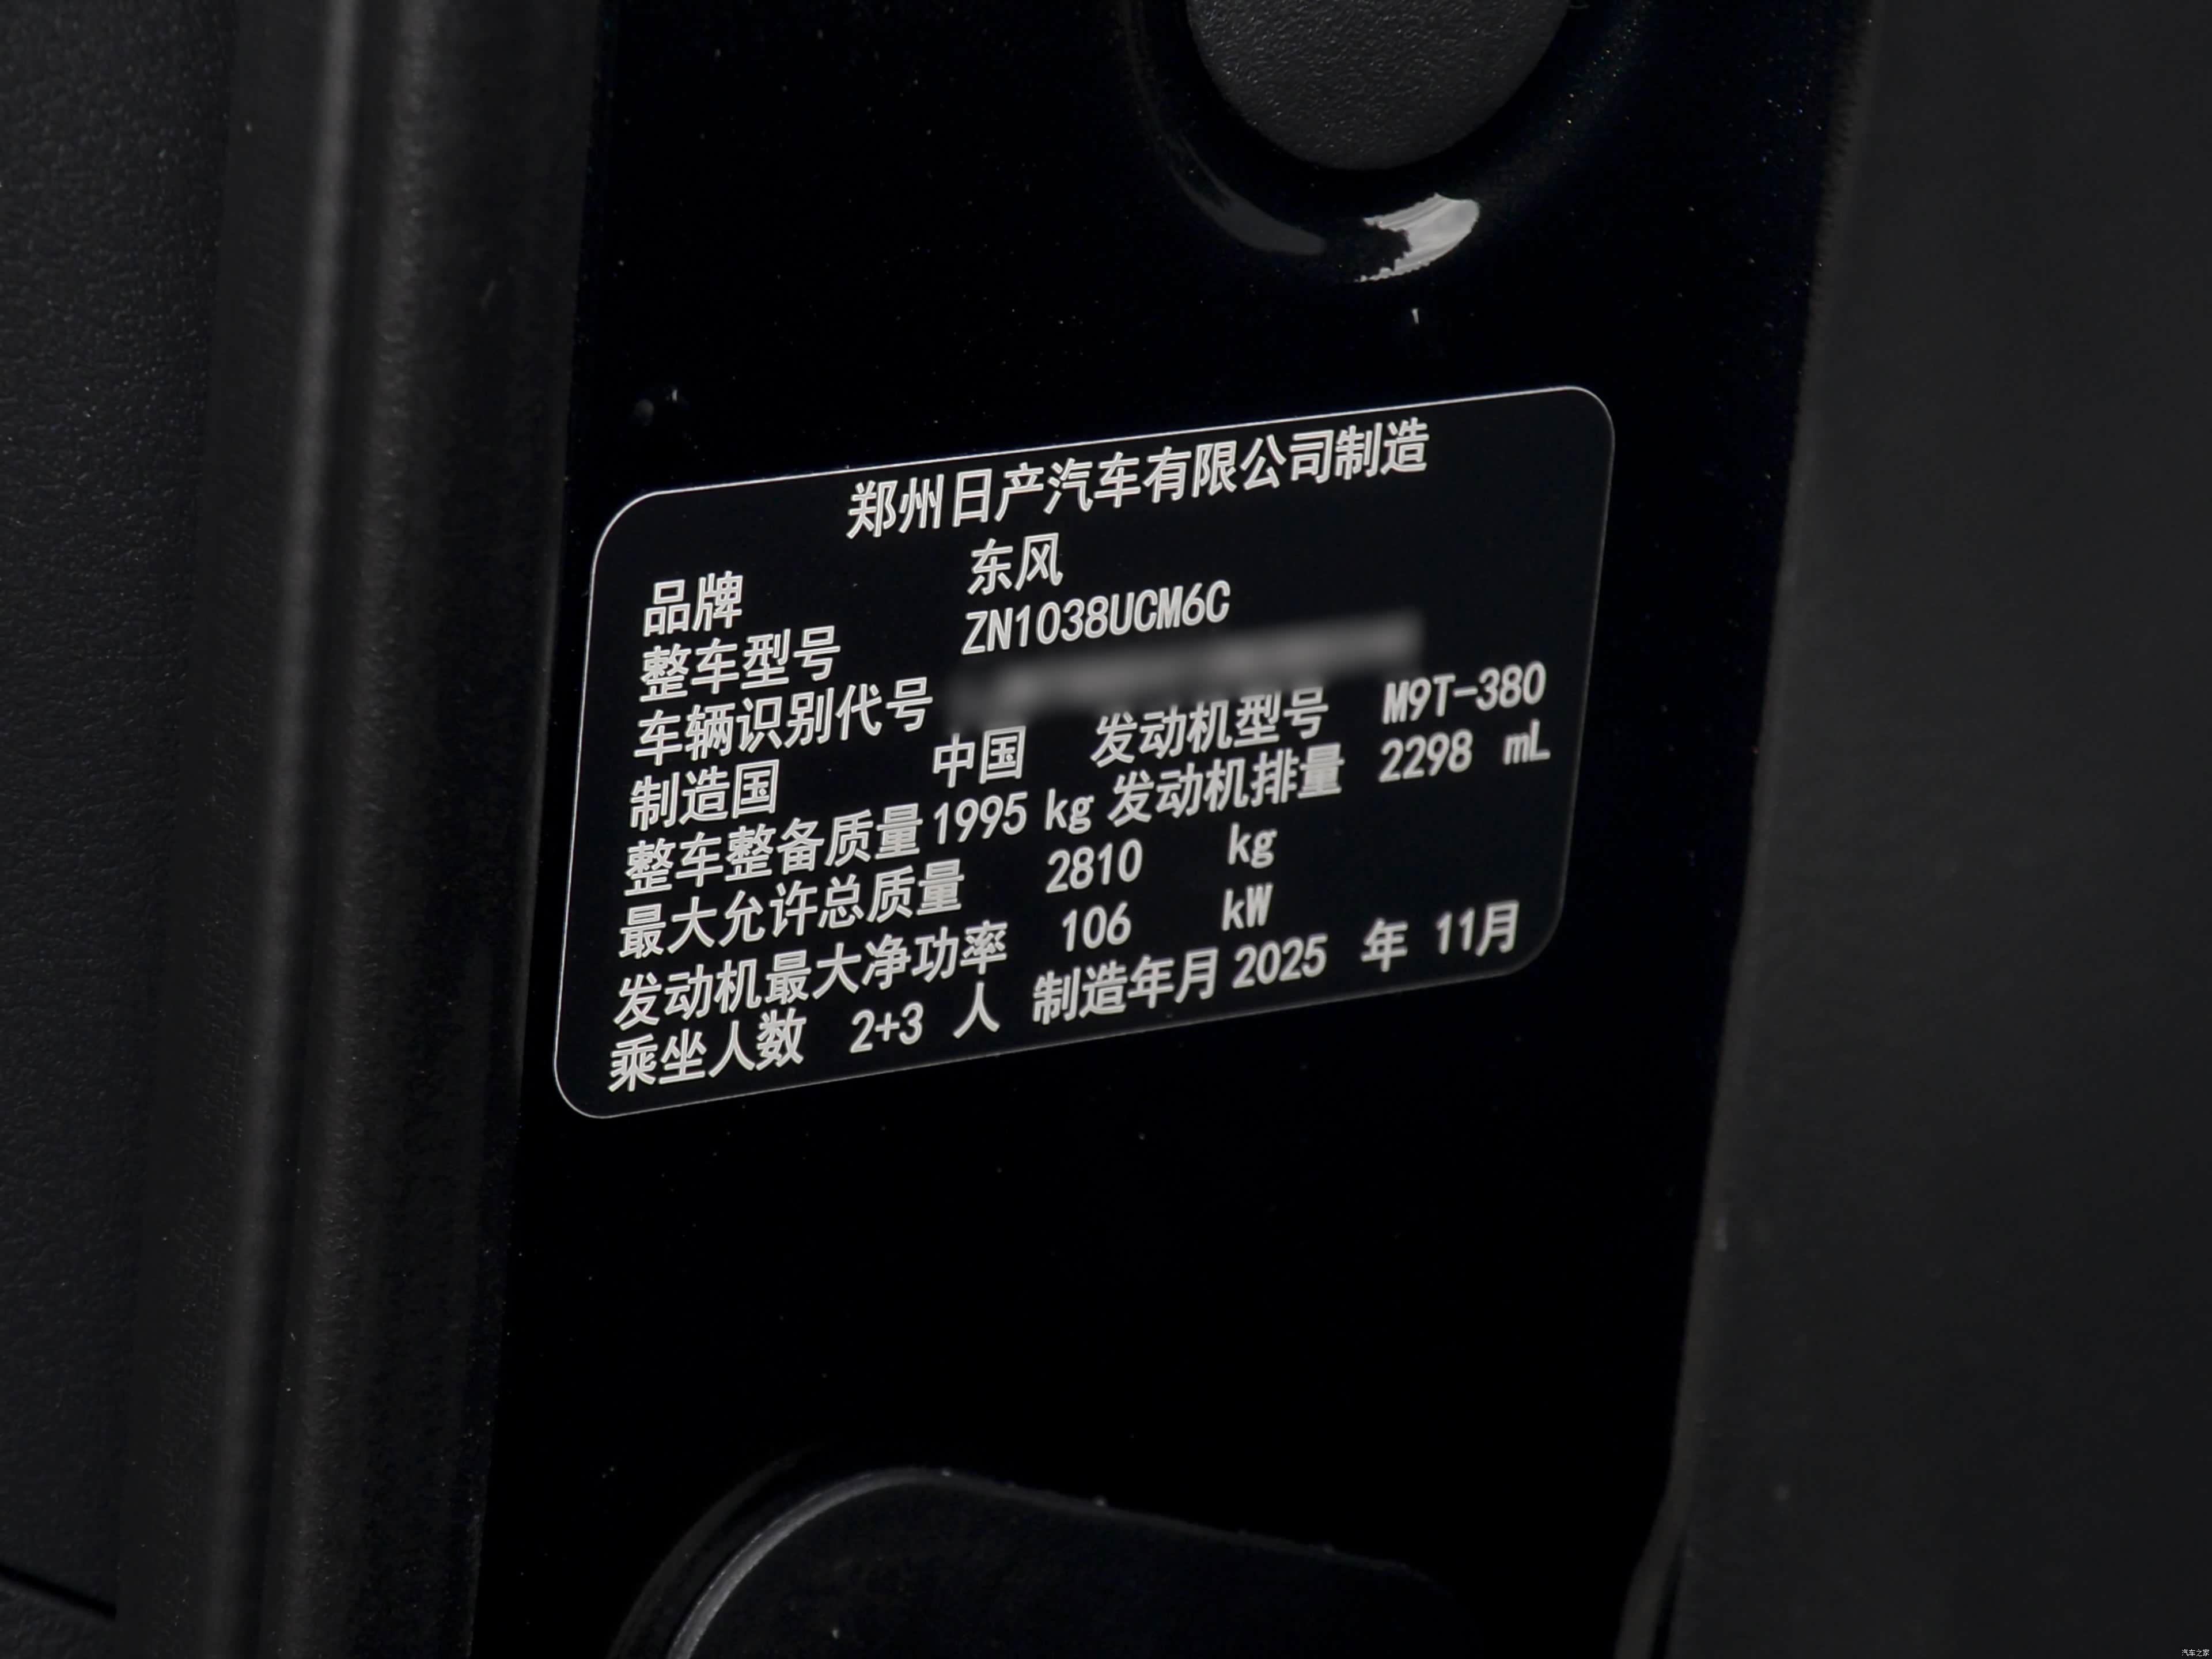 郑州日产汽车有限公司制造
品牌 东风
整车型号 ZN1038UCM6C
车辆识别代号
制造国 中国 发动机型号 M9T-380
整车整备质量 1995 kg 发动机排量 2298 mL
最大允许总质量 2810 kg
发动机最大净功率 106 kW
乘坐人数 2+3 人 制造年月 2025 年 11月
汽车之家